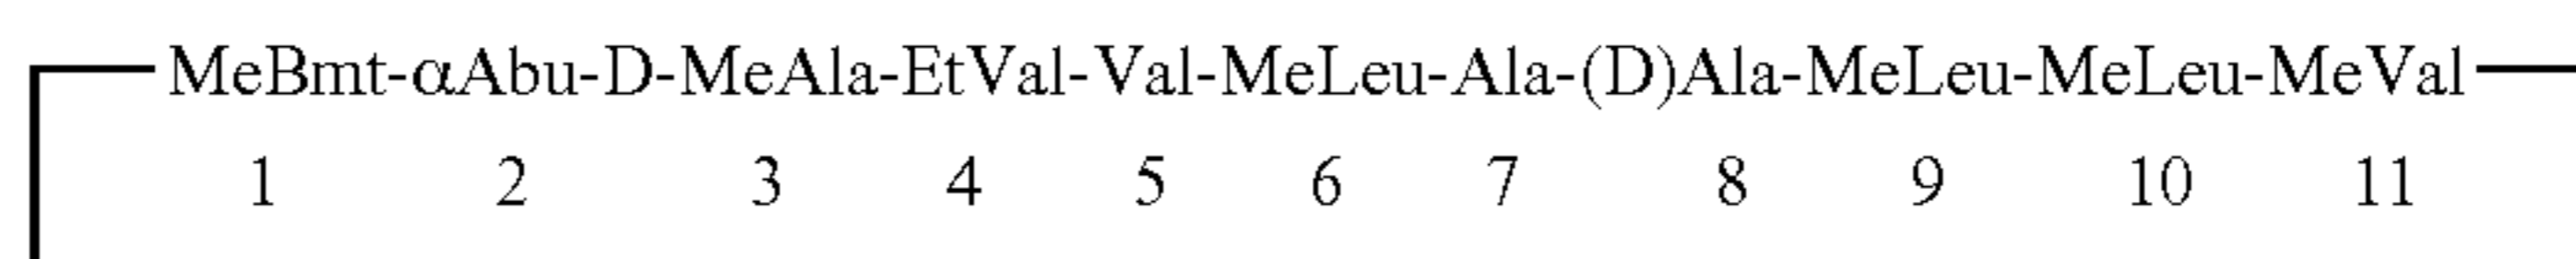 MeBmt-αAbu-D-MeAla-EtVal-Val-MeLeu-Ala-(D)Ala-MeLeu-MeLeu-MeVal
1 2 3 4 5 6 7 8 9 10 11